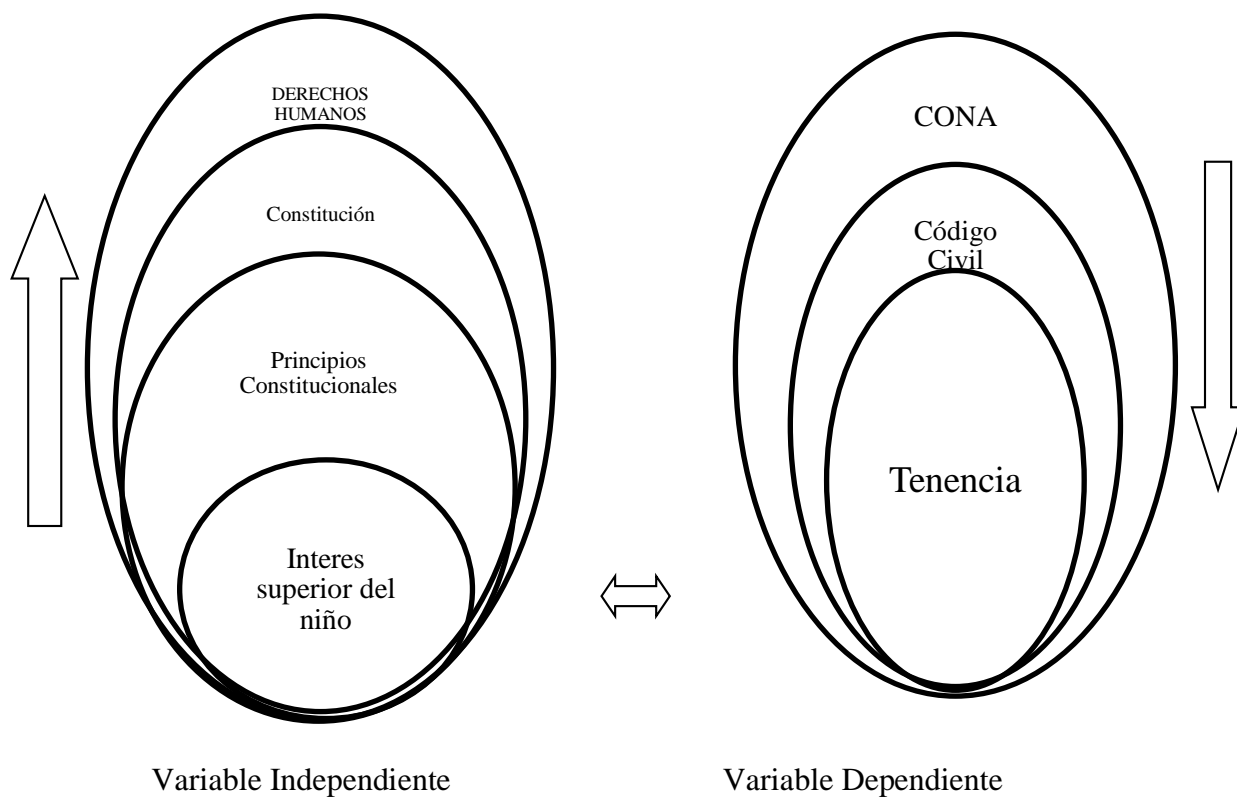 DERECHOS
HUMANOS
Constitución
Principios
Constitucionales
Interes
superior del
niño
Variable Independiente
CONA
Código
Civil
Tenencia
Variable Dependiente